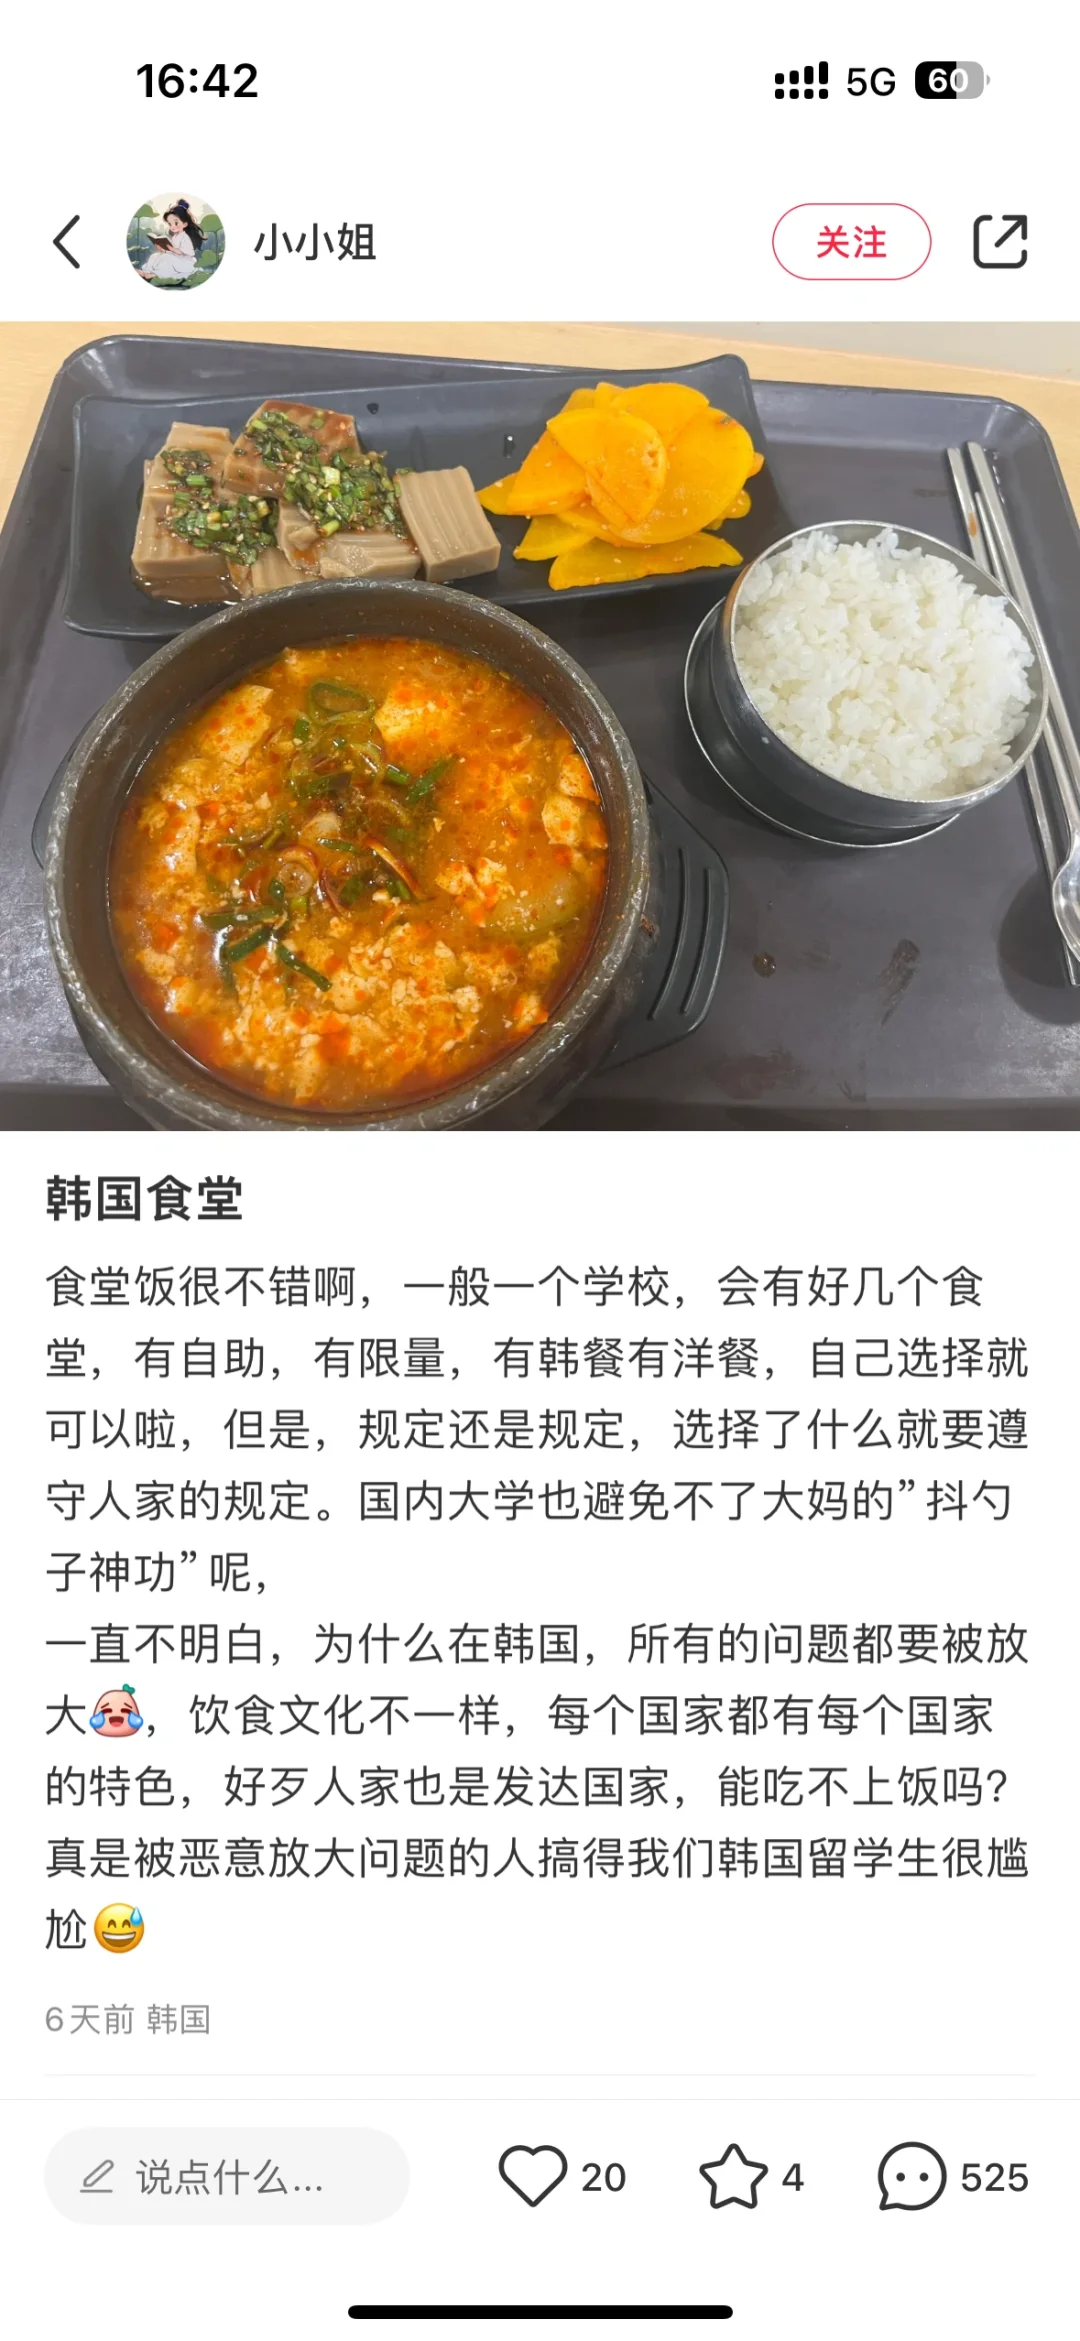 16:42
5G 60
小小姐
关注
韩国食堂
食堂饭很不错啊，一般一个学校，会有好几个食
堂，有自助，有限量，有韩餐有洋餐，自己选择就
可以啦，但是，规定还是规定，选择了什么就要遵
守人家的规定。国内大学也避免不了大妈的”抖勺
子神功”呢，
一直不明白，为什么在韩国，所有的问题都要被放
大😂，饮食文化不一样，每个国家都有每个国家
的特色，好歹人家也是发达国家，能吃不上饭吗？
真是被恶意放大问题的人搞得我们韩国留学生很尴
尬😅
6天前 韩国
说点什么...
20
4
525